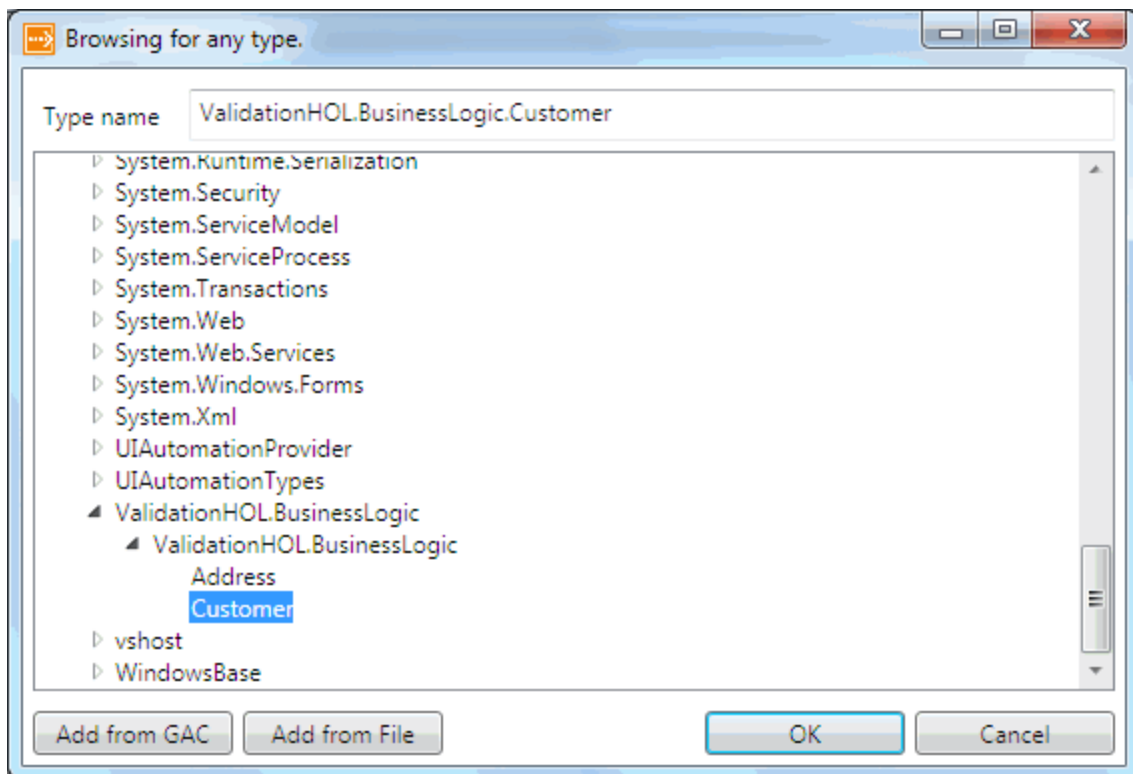 Browsing for any type.
Type name ValidationHOL.BusinessLogic.Customer
System.Runtime.Serialization
System.Security
System.ServiceModel
System.ServiceProcess
System.Transactions
System.Web
System.Web.Services
System.Windows.Forms
System.Xml
UIAutomationProvider
UIAutomationTypes
ValidationHOL.BusinessLogic
ValidationHOL.BusinessLogic
Address
Customer
vshost
WindowsBase
Add from GAC Add from File OK Cancel